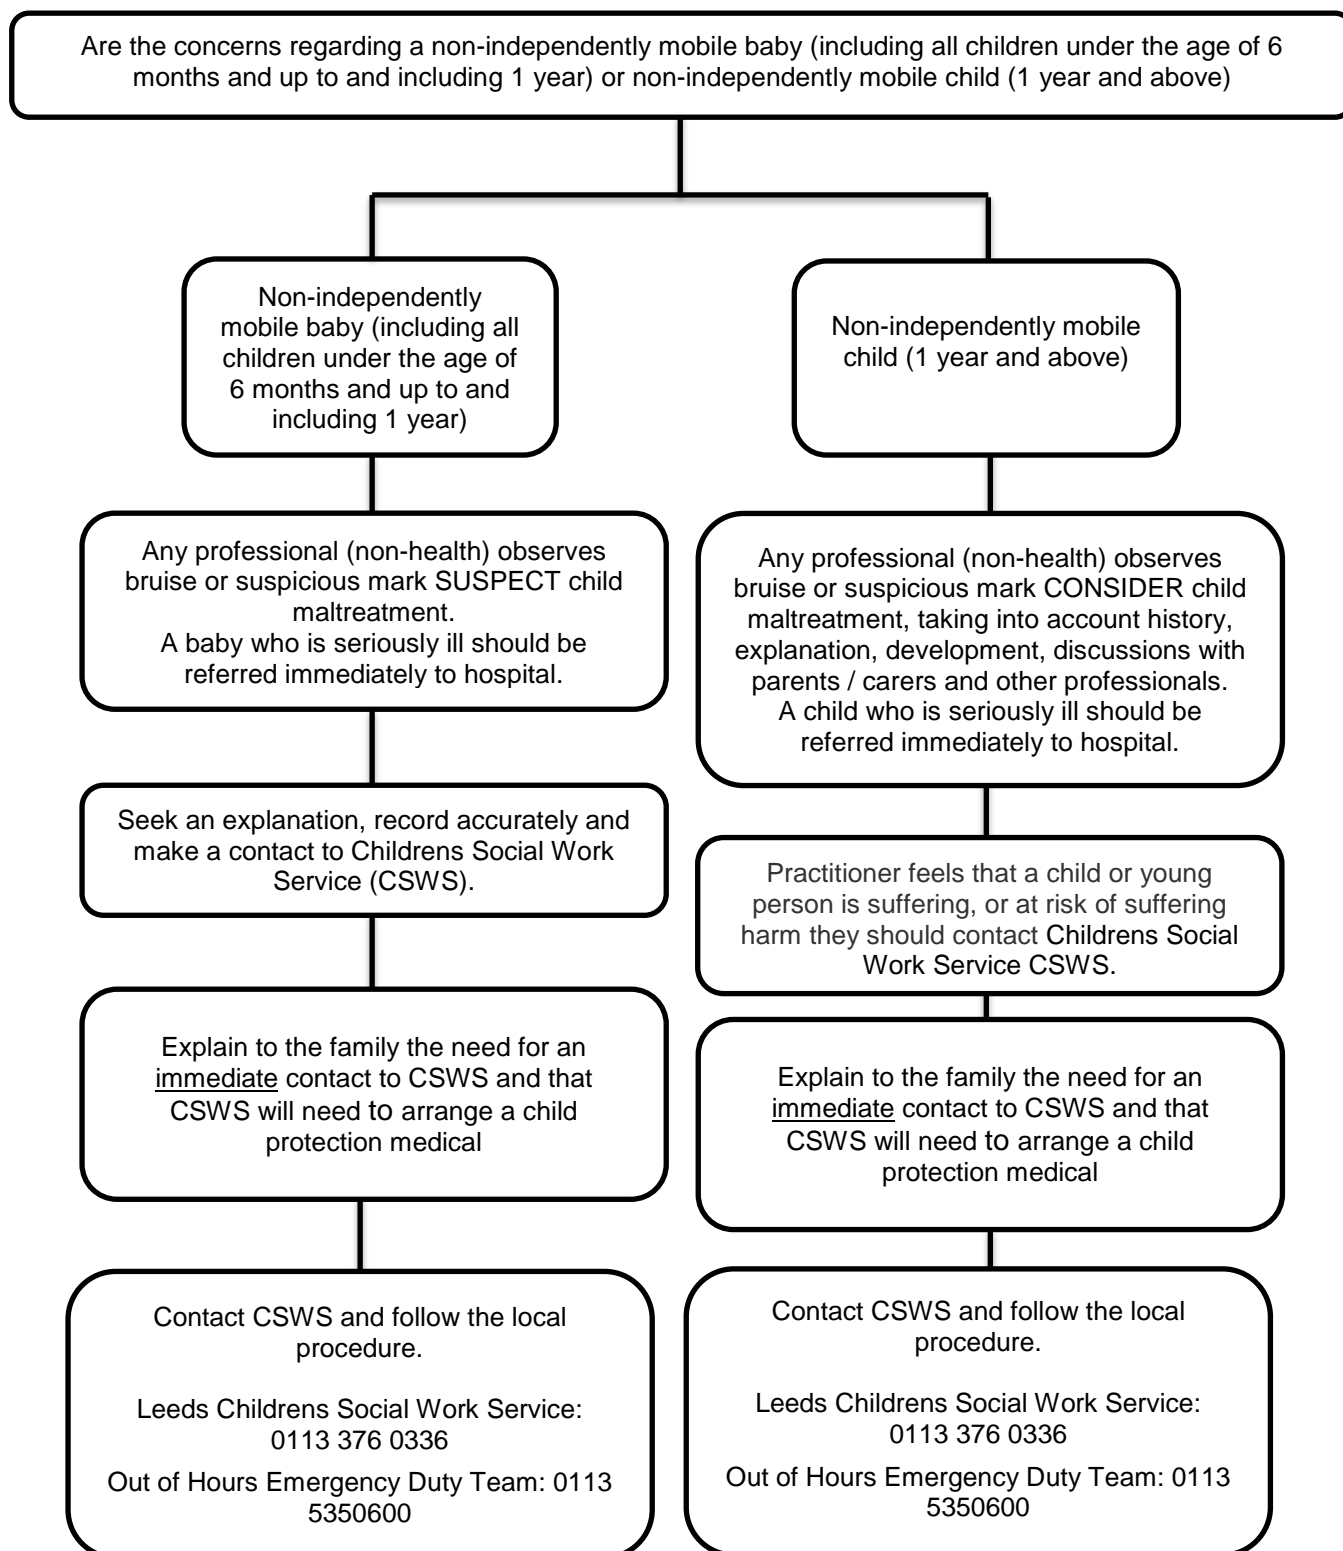 Are the concerns regarding a non-independently mobile baby (including all children under the age of 6
months and up to and including 1 year) or non-independently mobile child (1 year and above)
Non-independently
mobile baby (including all
children under the age of
6 months and up to and
including 1 year)
Non-independently mobile
child (1 year and above)
Any professional (non-health) observes
bruise or suspicious mark SUSPECT child
maltreatment.
A baby who is seriously ill should be
referred immediately to hospital.
Any professional (non-health) observes
bruise or suspicious mark CONSIDER child
maltreatment, taking into account history,
explanation, development, discussions with
parents / carers and other professionals.
A child who is seriously ill should be
referred immediately to hospital.
Seek an explanation, record accurately and
make a contact to Childrens Social Work
Service (CSWS).
Practitioner feels that a child or young
person is suffering, or at risk of suffering
harm they should contact Childrens Social
Work Service CSWS.
Explain to the family the need for an
immediate contact to CSWS and that
CSWS will need to arrange a child
protection medical
Explain to the family the need for an
immediate contact to CSWS and that
CSWS will need to arrange a child
protection medical
Contact CSWS and follow the local
procedure.
Leeds Childrens Social Work Service:
0113 376 0336
Out of Hours Emergency Duty Team: 0113
5350600
Contact CSWS and follow the local
procedure.
Leeds Childrens Social Work Service:
0113 376 0336
Out of Hours Emergency Duty Team: 0113
5350600